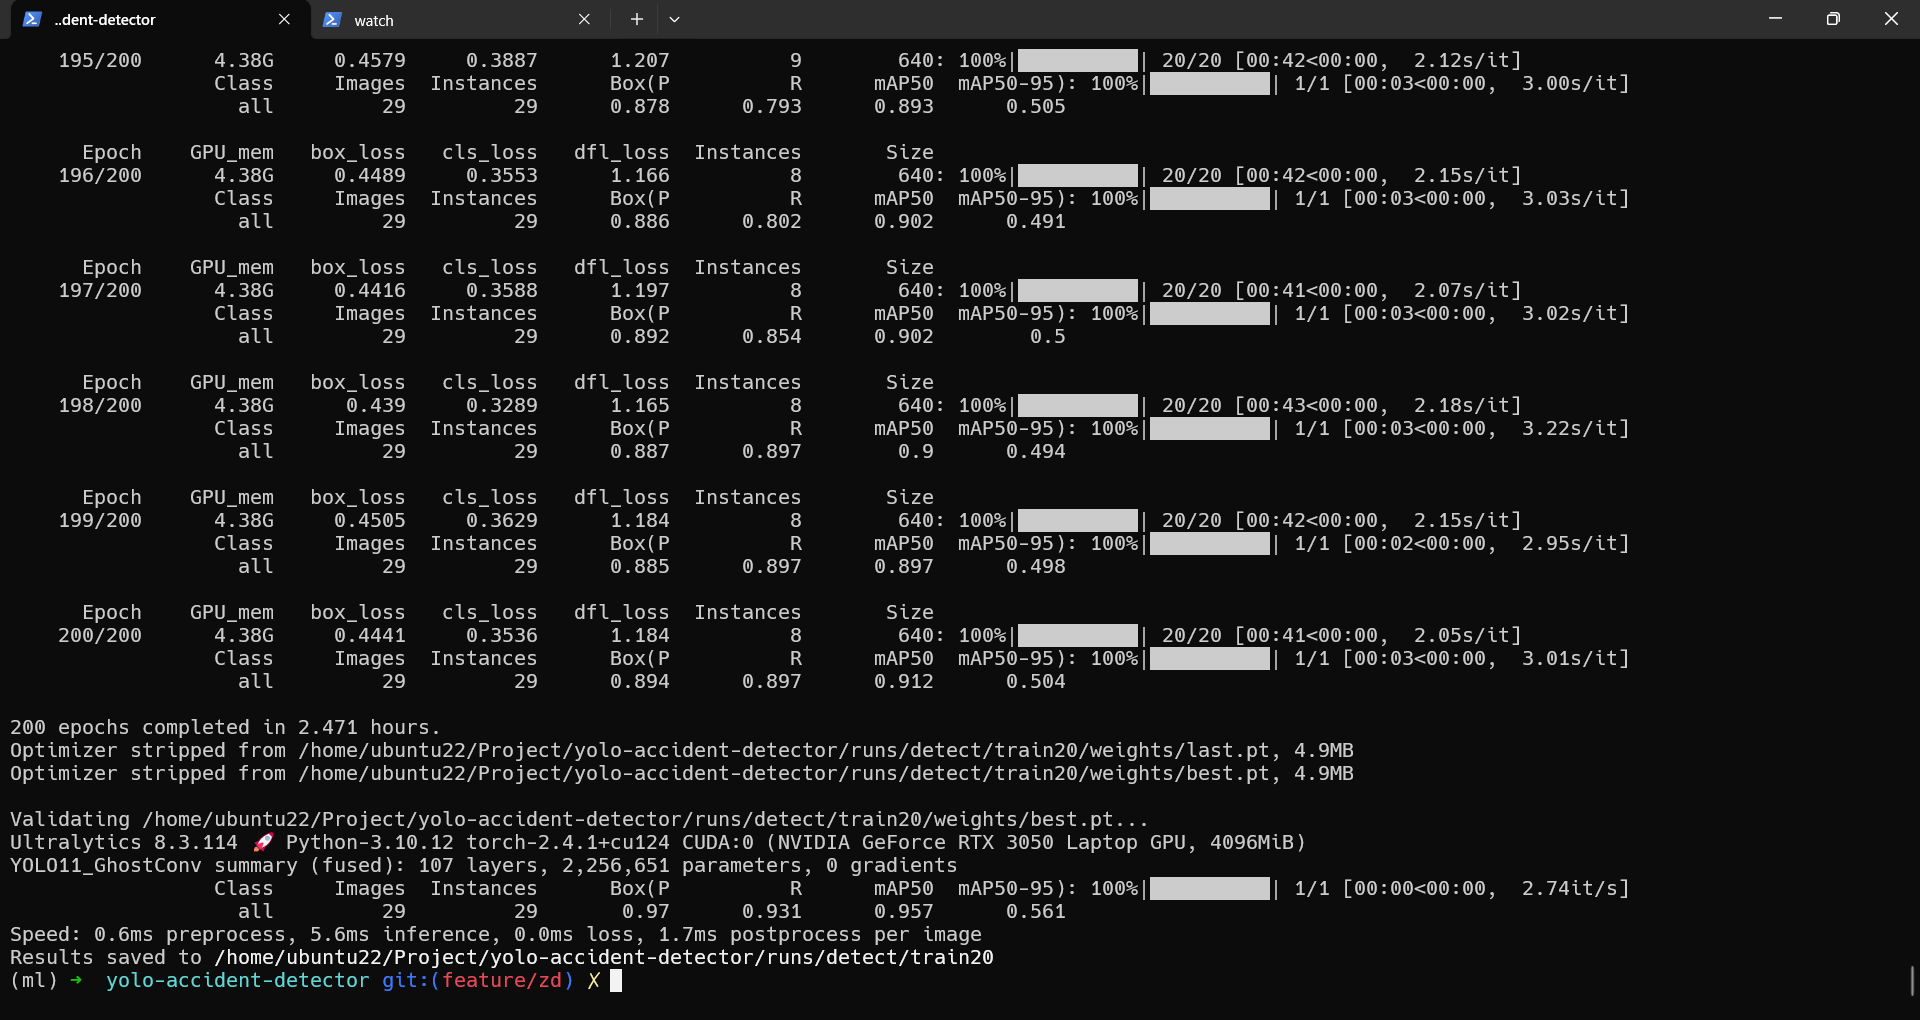 ..dent-detector
watch
195/200 4.38G 0.4579 0.3887 1.207 9 640: 100%|██████████| 20/20 [00:42<00:00, 2.12s/it]
Class Images Instances Box(P R mAP50 mAP50-95): 100%|██████████| 1/1 [00:03<00:00, 3.00s/it]
all 29 29 0.878 0.793 0.893 0.505
Epoch GPU_mem box_loss cls_loss dfl_loss Instances Size
196/200 4.38G 0.4489 0.3553 1.166 8 640: 100%|██████████| 20/20 [00:42<00:00, 2.15s/it]
Class Images Instances Box(P R mAP50 mAP50-95): 100%|██████████| 1/1 [00:03<00:00, 3.03s/it]
all 29 29 0.886 0.802 0.902 0.491
Epoch GPU_mem box_loss cls_loss dfl_loss Instances Size
197/200 4.38G 0.4416 0.3588 1.197 8 640: 100%|██████████| 20/20 [00:41<00:00, 2.07s/it]
Class Images Instances Box(P R mAP50 mAP50-95): 100%|██████████| 1/1 [00:03<00:00, 3.02s/it]
all 29 29 0.892 0.854 0.902 0.5
Epoch GPU_mem box_loss cls_loss dfl_loss Instances Size
198/200 4.38G 0.439 0.3289 1.165 8 640: 100%|██████████| 20/20 [00:43<00:00, 2.18s/it]
Class Images Instances Box(P R mAP50 mAP50-95): 100%|██████████| 1/1 [00:03<00:00, 3.22s/it]
all 29 29 0.887 0.897 0.9 0.494
Epoch GPU_mem box_loss cls_loss dfl_loss Instances Size
199/200 4.38G 0.4505 0.3629 1.184 8 640: 100%|██████████| 20/20 [00:42<00:00, 2.15s/it]
Class Images Instances Box(P R mAP50 mAP50-95): 100%|██████████| 1/1 [00:02<00:00, 2.95s/it]
all 29 29 0.885 0.897 0.897 0.498
Epoch GPU_mem box_loss cls_loss dfl_loss Instances Size
200/200 4.38G 0.4441 0.3536 1.184 8 640: 100%|██████████| 20/20 [00:41<00:00, 2.05s/it]
Class Images Instances Box(P R mAP50 mAP50-95): 100%|██████████| 1/1 [00:03<00:00, 3.01s/it]
all 29 29 0.894 0.897 0.912 0.504
200 epochs completed in 2.471 hours.
Optimizer stripped from /home/ubuntu22/Project/yolo-accident-detector/runs/detect/train20/weights/last.pt, 4.9MB
Optimizer stripped from /home/ubuntu22/Project/yolo-accident-detector/runs/detect/train20/weights/best.pt, 4.9MB
Validating /home/ubuntu22/Project/yolo-accident-detector/runs/detect/train20/weights/best.pt...
Ultralytics 8.3.114 🚀 Python-3.10.12 torch-2.4.1+cu124 CUDA:0 (NVIDIA GeForce RTX 3050 Laptop GPU, 4096MiB)
YOLO11_GhostConv summary (fused): 107 layers, 2,256,651 parameters, 0 gradients
Class Images Instances Box(P R mAP50 mAP50-95): 100%|██████████| 1/1 [00:00<00:00, 2.74it/s]
all 29 29 0.97 0.931 0.957 0.561
Speed: 0.6ms preprocess, 5.6ms inference, 0.0ms loss, 1.7ms postprocess per image
Results saved to /home/ubuntu22/Project/yolo-accident-detector/runs/detect/train20
(ml) ➜ yolo-accident-detector git:(feature/zd) ✗